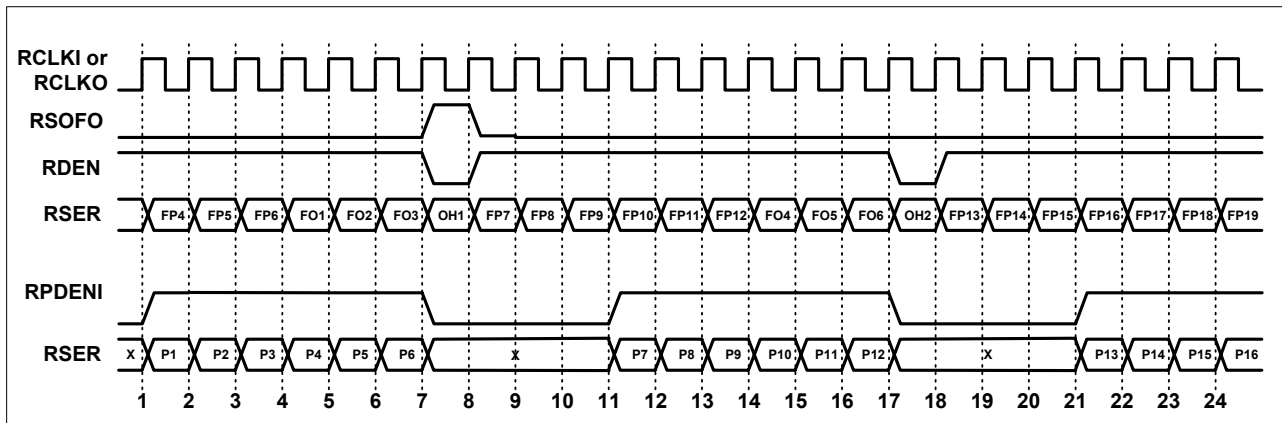 RCLKI or
RCLKO
RSOFO
RDEN
RSER FP4 FP5 FP6 FO1 FO2 FO3 OH1 FP7 FP8 FP9 FP10 FP11 FP12 FO4 FO5 FO6 OH2 FP13 FP14 FP15 FP16 FP17 FP18 FP19
RPDENI
RSER X P1 P2 P3 P4 P5 P6 X P7 P8 P9 P10 P11 P12 X P13 P14 P15 P16
1 2 3 4 5 6 7 8 9 10 11 12 13 14 15 16 17 18 19 20 21 22 23 24